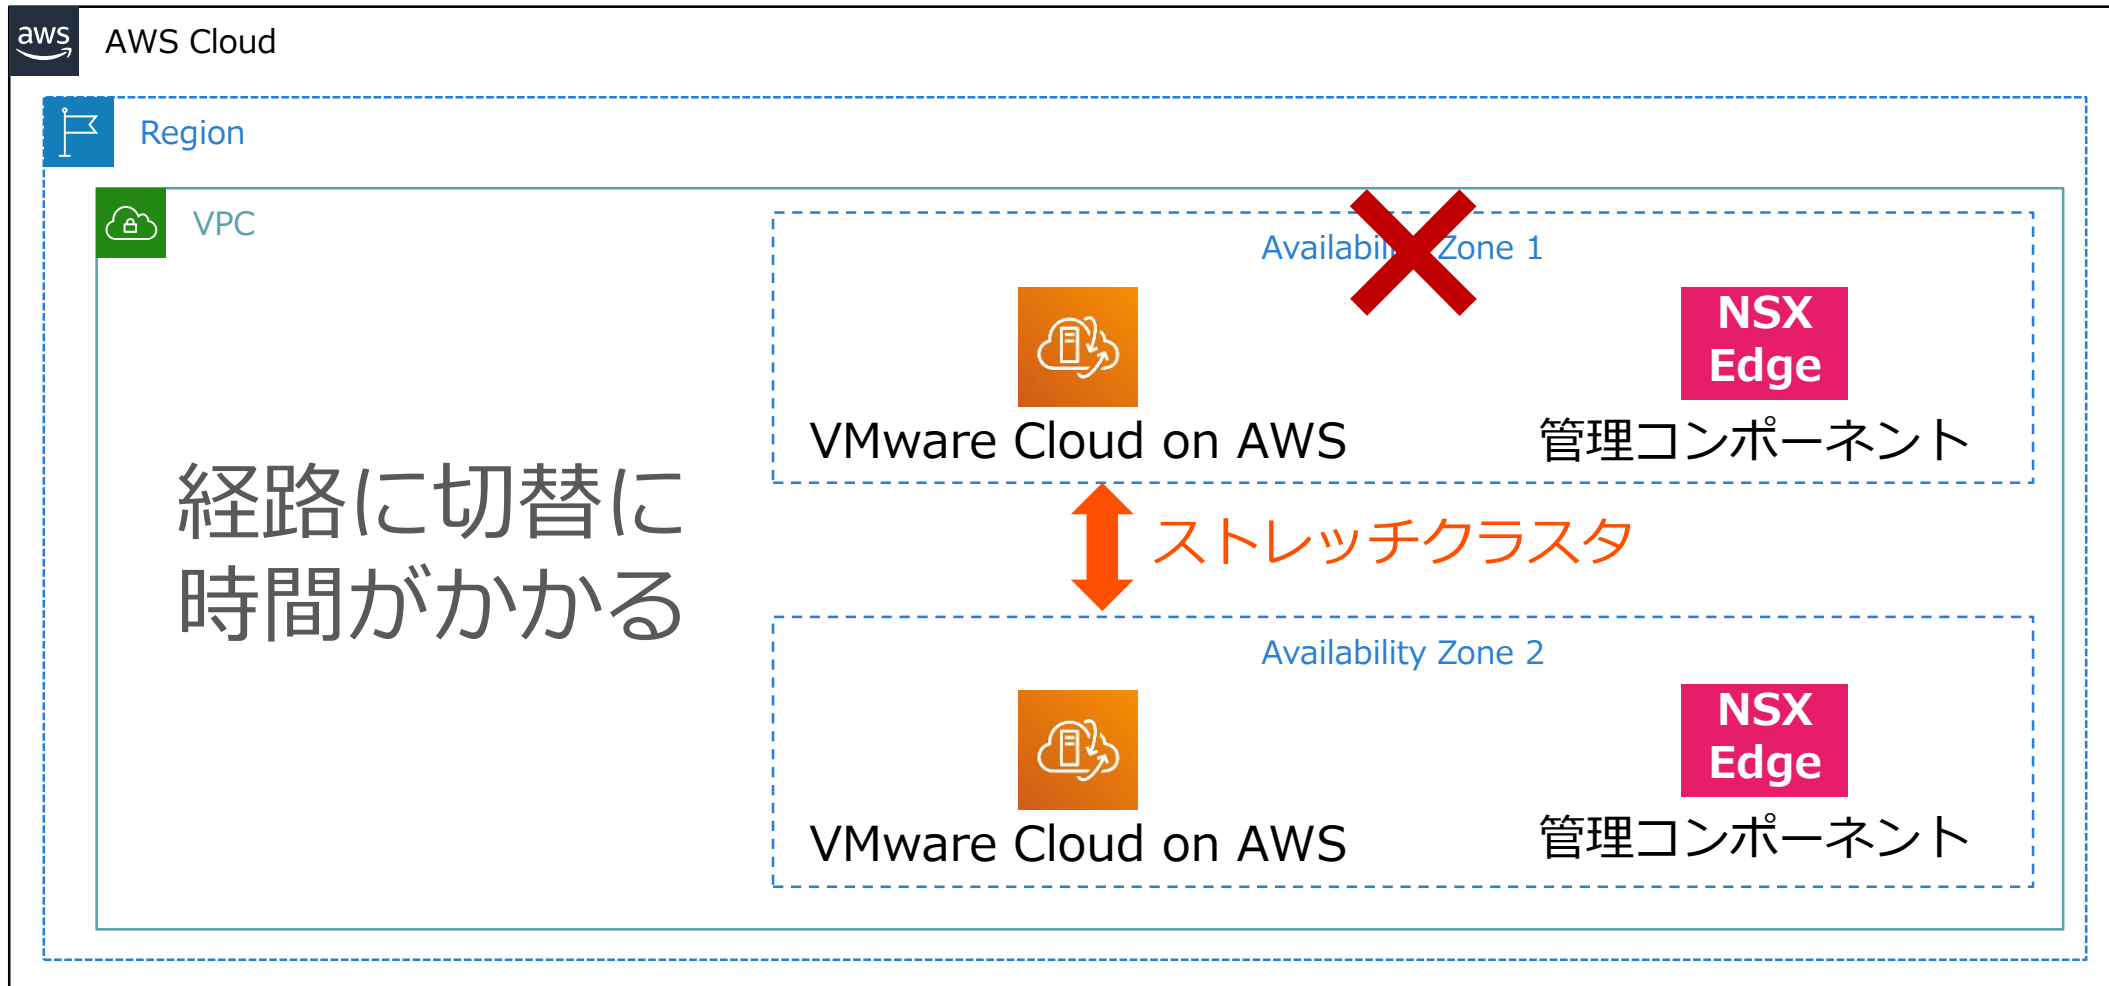 aws
AWS Cloud
Region
VPC
Availability Zone 1
NSX
Edge
VMware Cloud on AWS
管理コンポーネント
経路に切替に
時間がかかる
ストレッチクラスタ
Availability Zone 2
NSX
Edge
VMware Cloud on AWS
管理コンポーネント